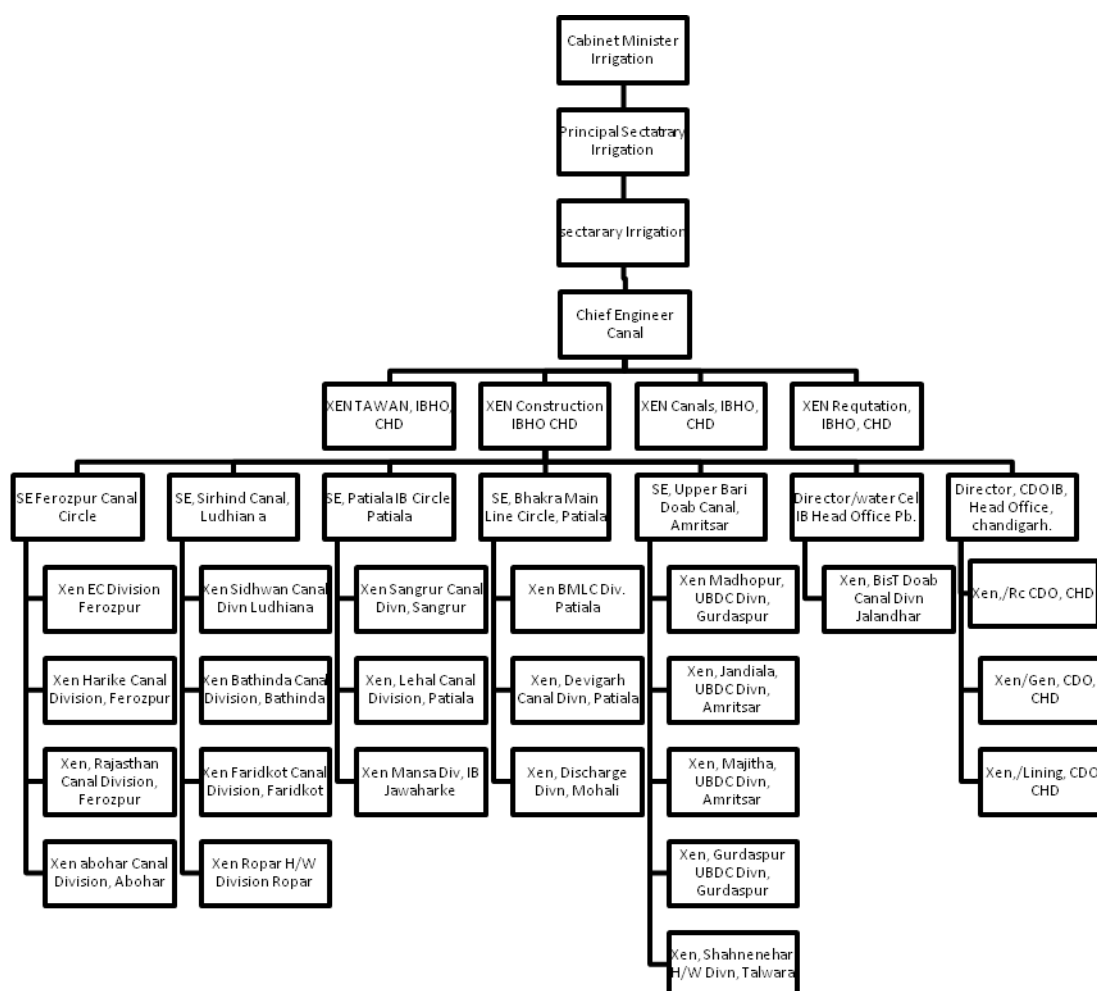 Cabinet Minister
Irrigation
Principal Sectatrary
Irrigation
sectarary Irrigation
Chief Engineer
Canal
XEN TAWAN, IBHO,
CHD
XEN Construction
IBHO CHD
XEN Canals, IBHO,
CHD
XEN Requtation,
IBHO, CHD
SE Ferozpur Canal
Circle
SE, Sirhind Canal,
Ludhiana
SE, Patiala IB Circle
Patiala
SE, Bhakra Main
Line Circle, Patiala
SE, Upper Bari
Doab Canal,
Amritsar
Director/water Cel
IB Head Office Pb.
Director, CDO IB,
Head Office,
chandigarh.
Xen EC Division
Ferozpur
Xen Harike Canal
Division, Ferozpur
Xen, Rajasthan
Canal Division,
Ferozpur
Xen abohar Canal
Division, Abohar
Xen Sidhwan Canal
Divn Ludhiana
Xen Bathinda Canal
Division, Bathinda
Xen Faridkot Canal
Division, Faridkot
Xen Ropar H/W
Division Ropar
Xen Sangrur Canal
Divn, Sangrur
Xen, Lehal Canal
Division, Patiala
Xen Mansa Div, IB
Jawaharke
Xen BMLC Div.
Patiala
Xen, Devigarh
Canal Divn, Patiala
Xen, Discharge
Divn, Mohali
Xen Madhopur,
UBDC Divn,
Gurdaspur
Xen, Jandiala,
UBDC Divn,
Amritsar
Xen, Majitha,
UBDC Divn,
Amritsar
Xen, Gurdaspur
UBDC Divn,
Gurdaspur
Xen, Shahnenehar
H/W Divn, Talwara
Xen, BisT Doab
Canal Divn
Jalandhar
Xen,/Rc CDO, CHD
Xen/Gen, CDO,
CHD
Xen,/Lining, CDO
CHD